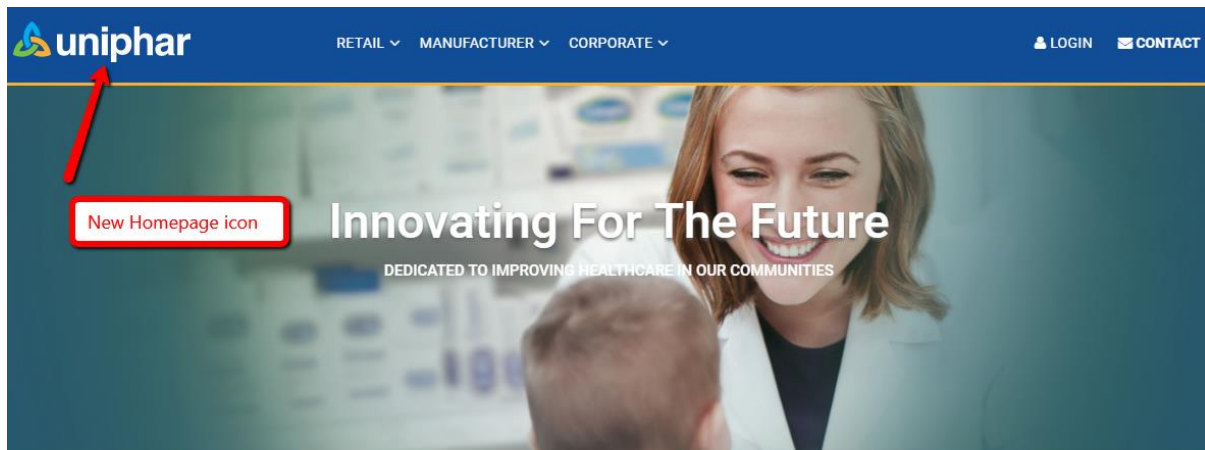 uniphar
RETAIL MANUFACTURER CORPORATE LOGIN CONTACT
New Homepage icon
Innovating For The Future
DEDICATED TO IMPROVING HEALTHCARE IN OUR COMMUNITIES